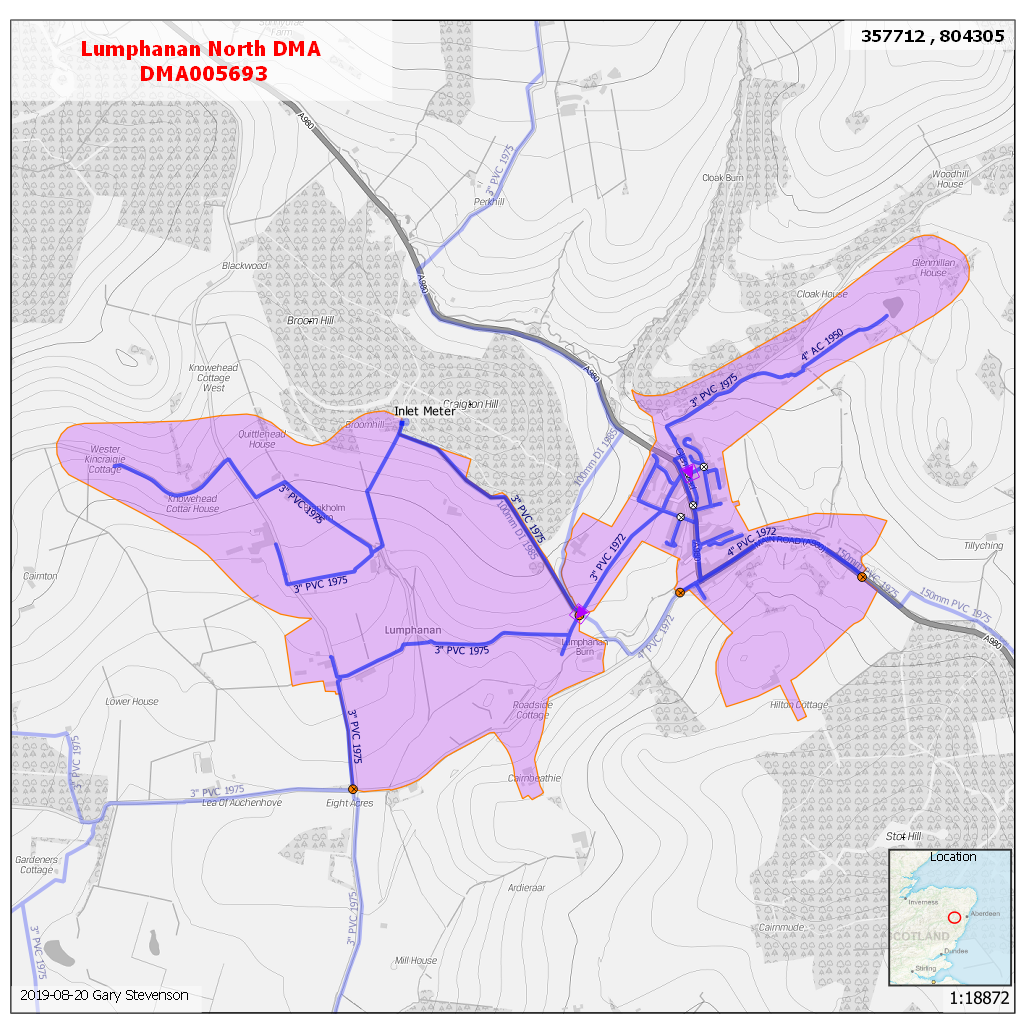 Lumphanan North DMA
DMA005693
357712 , 804305
A980
3" PVC 1975
Perkhill
Cloak Burn
Woodhill
House
Blackwood
Glenmillan
House
A980
Cloak House
Broom Hill
4" AC 1950
A980
Knowehead
Cottage
West
3" PVC 1975
Craigton Hill
Inlet Meter
Broomhill
Quittlehend
House
Wester
Kincraigie
Cottage
100mm DI 1985
Knowehead
Cottar House
3" PVC 1975
3" PVC 1975
100mm DI 1985
4" PVC 1972
3" PVC 1972
Tillyching
150mm PVC 1975
Cairnton
3" PVC 1975
150mm PVC 1975
Lumphanan
4" PVC 1972
A980
Lumphanan
Burn
3" PVC 1975
Lower House
Roadside
Cottage
Hilton Cottage
3" PVC 1975
3" PVC 1975
Cairnbeathie
3" PVC 1975
Lea Of Auchenhove
Eight Acres
Stot Hill
Gardeners
Cottage
Location
Ardieraar
Inverness
Aberdeen
3" PVC 1975
3" PVC 1975
Cairnmude
SCOTLAND
Dundee
Mill House
Stirling
2019-08-20 Gary Stevenson
1:18872